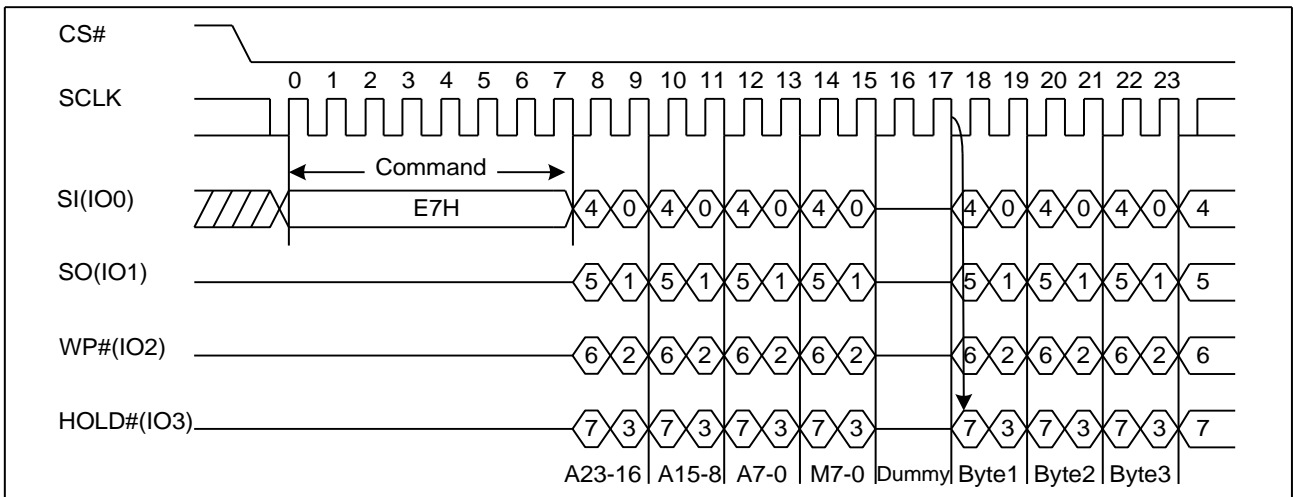 CS#
0 1 2 3 4 5 6 7 8 9 10 11 12 13 14 15 16 17 18 19 20 21 22 23
SCLK
Command
SI(IO0) E7H 4 0 4 0 4 0 4 0 4 0 4 0 4 0 4
SO(IO1) 5 1 5 1 5 1 5 1 5 1 5 1 5 1 5
WP#(IO2) 6 2 6 2 6 2 6 2 6 2 6 2 6 2 6
HOLD#(IO3) 7 3 7 3 7 3 7 3 7 3 7 3 7 3 7
A23-16 A15-8 A7-0 M7-0 Dummy Byte1 Byte2 Byte3